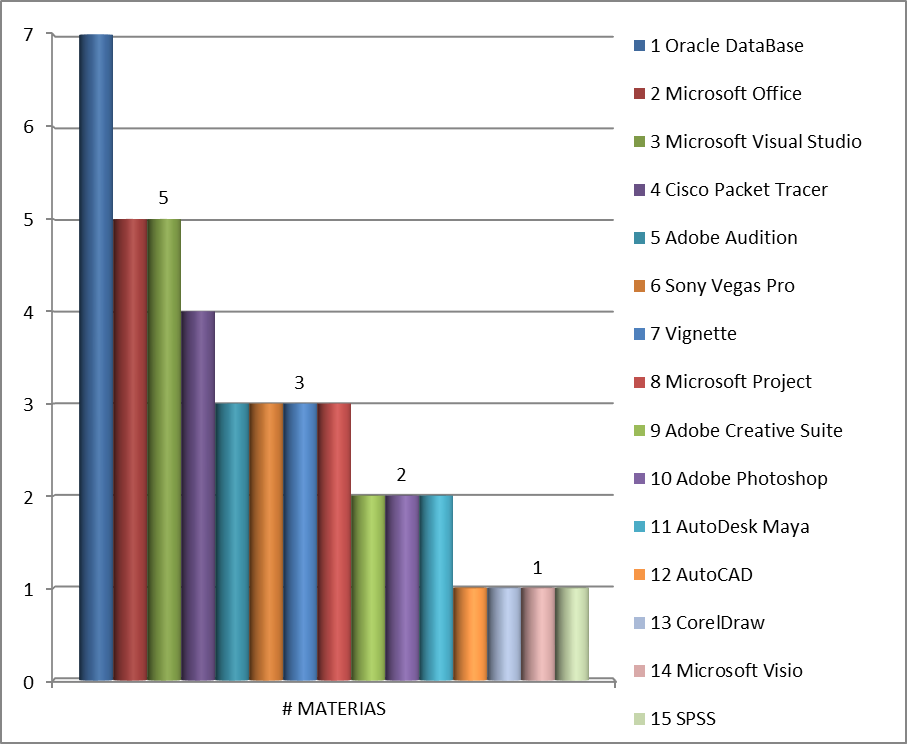 7
6
5
4
3
2
1
0
5
3
2
1
# MATERIAS
1 Oracle DataBase
2 Microsoft Office
3 Microsoft Visual Studio
4 Cisco Packet Tracer
5 Adobe Audition
6 Sony Vegas Pro
7 Vignette
8 Microsoft Project
9 Adobe Creative Suite
10 Adobe Photoshop
11 AutoDesk Maya
12 AutoCAD
13 CorelDraw
14 Microsoft Visio
15 SPSS